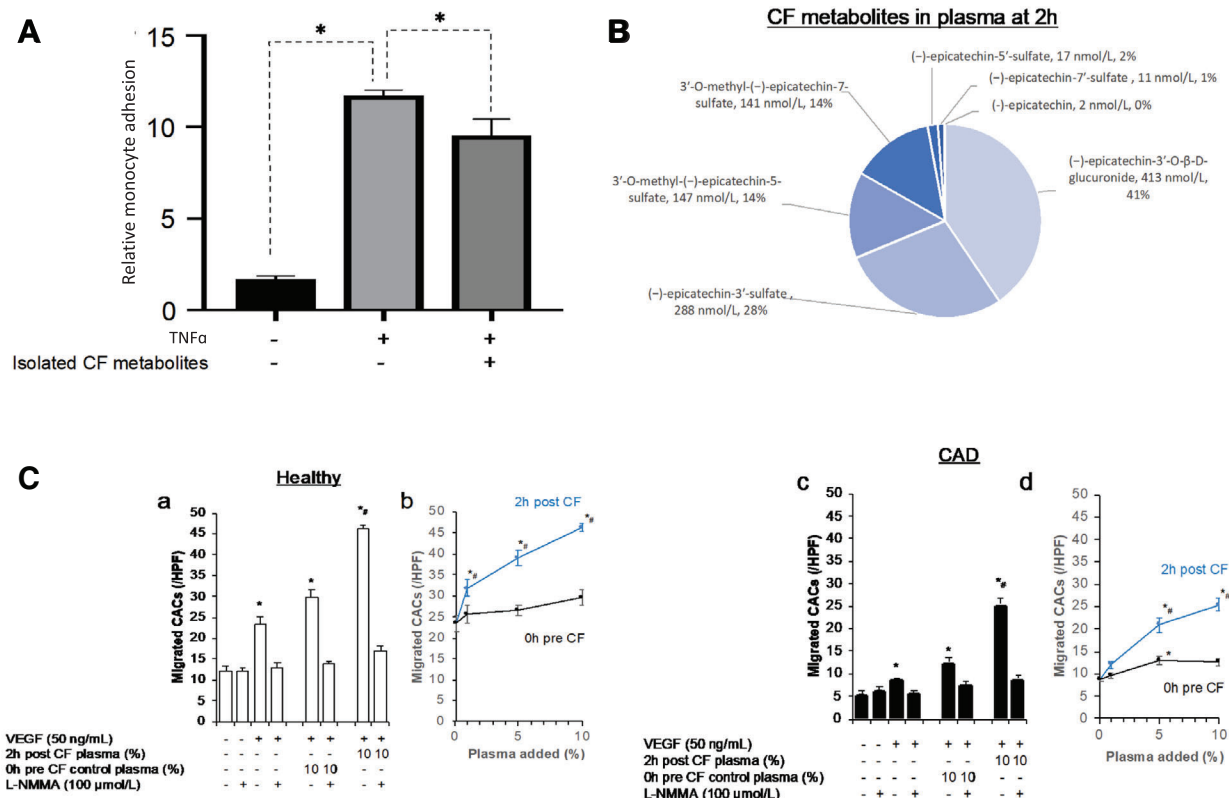 A
15
10
5
0
Relative monocyte adhesion
*
*
TNFα - + +
Isolated CF metabolites - - +
B
CF metabolites in plasma at 2h
(−)-epicatechin-5′-sulfate, 17 nmol/L, 2%
(−)-epicatechin-7′-sulfate , 11 nmol/L, 1%
(-)-epicatechin, 2 nmol/L, 0%
3′-O-methyl-(−)-epicatechin-7-
sulfate, 141 nmol/L, 14%
(−)-epicatechin-3′-O-β-D-
glucuronide, 413 nmol/L,
41%
3′-O-methyl-(−)-epicatechin-5-
sulfate, 147 nmol/L, 14%
(−)-epicatechin-3′-sulfate ,
288 nmol/L, 28%
C
Healthy
a
50
45
40
35
30
25
20
15
10
5
0
Migrated CACs (/HPF)
*
*
*#
VEGF (50 ng/mL) - - + + + + + +
2h post CF plasma (%) 10 10
0h pre CF control plasma (%) 10 10
L-NMMA (100 µmol/L) - + - + - + - +
b
50
45
40
35
30
25
20
15
10
5
0
Migrated CACs (/HPF)
2h post CF
*#
*#
*#
0h pre CF
0 5 10
Plasma added (%)
CAD
c
50
45
40
35
30
25
20
15
10
5
0
Migrated CACs (/HPF)
*
*
*#
VEGF (50 ng/mL) - - + + + + + +
2h post CF plasma (%) 10 10
0h pre CF control plasma (%) 10 10
L-NMMA (100 µmol/L) - + - + - + - +
d
50
45
40
35
30
25
20
15
10
5
0
Migrated CACs (/HPF)
2h post CF
*#
*#
*
0h pre CF
0 5 10
Plasma added (%)